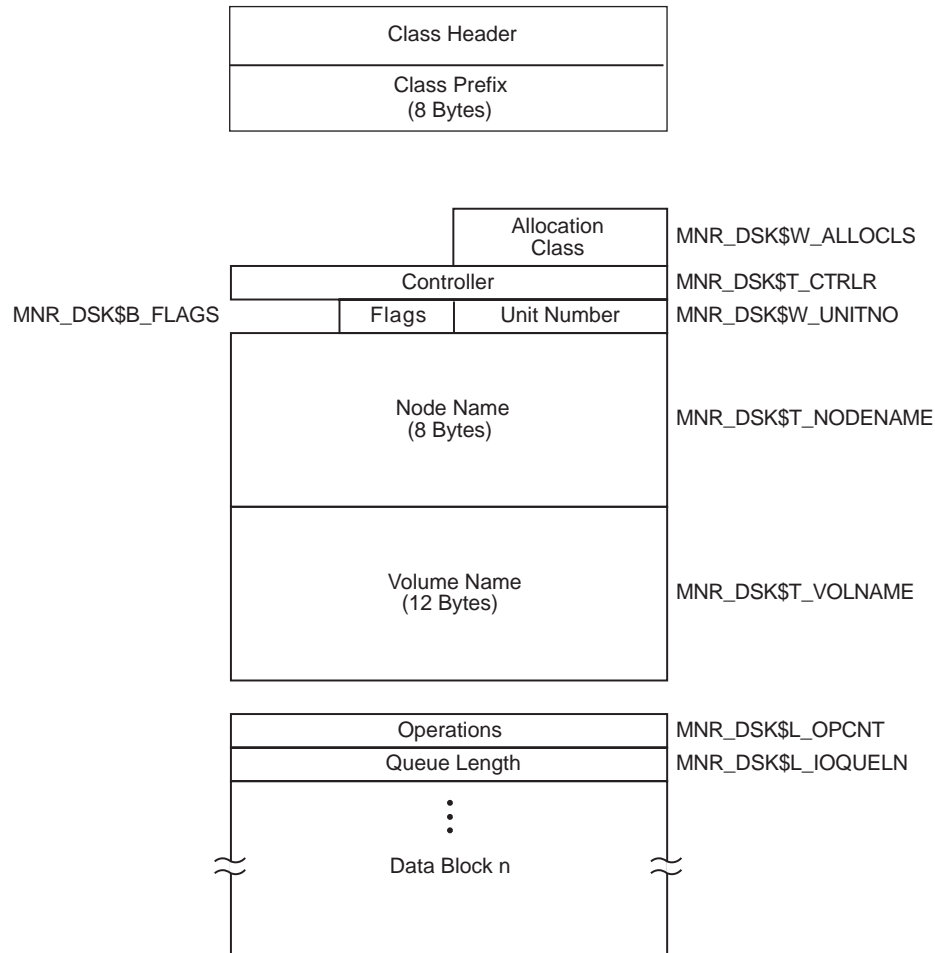 Class Header
Class Prefix
(8 Bytes)
Allocation
Class
MNR_DSK$W_ALLOCLS
Controller
MNR_DSK$T_CTRLR
MNR_DSK$B_FLAGS
Flags
Unit Number
MNR_DSK$W_UNITNO
Node Name
(8 Bytes)
MNR_DSK$T_NODENAME
Volume Name
(12 Bytes)
MNR_DSK$T_VOLNAME
Operations
MNR_DSK$L_OPCNT
Queue Length
MNR_DSK$L_IOQUELN
Data Block n